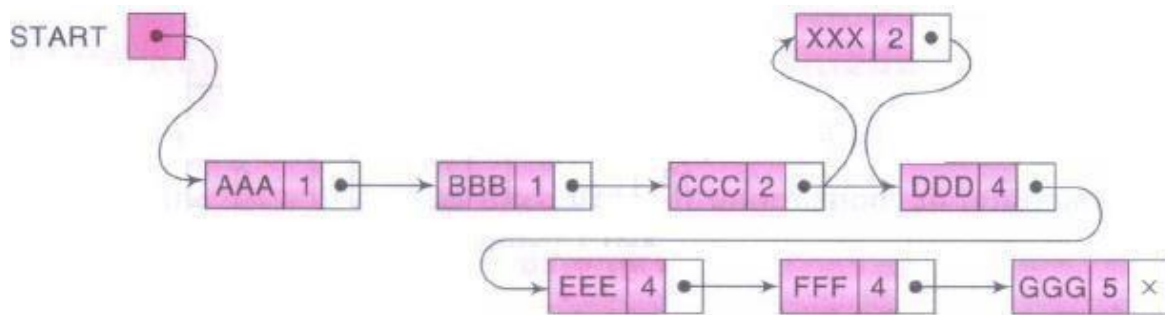 START
XXX 2
AAA 1 BBB 1 CCC 2 DDD 4
EEE 4 FFF 4 GGG 5 ×